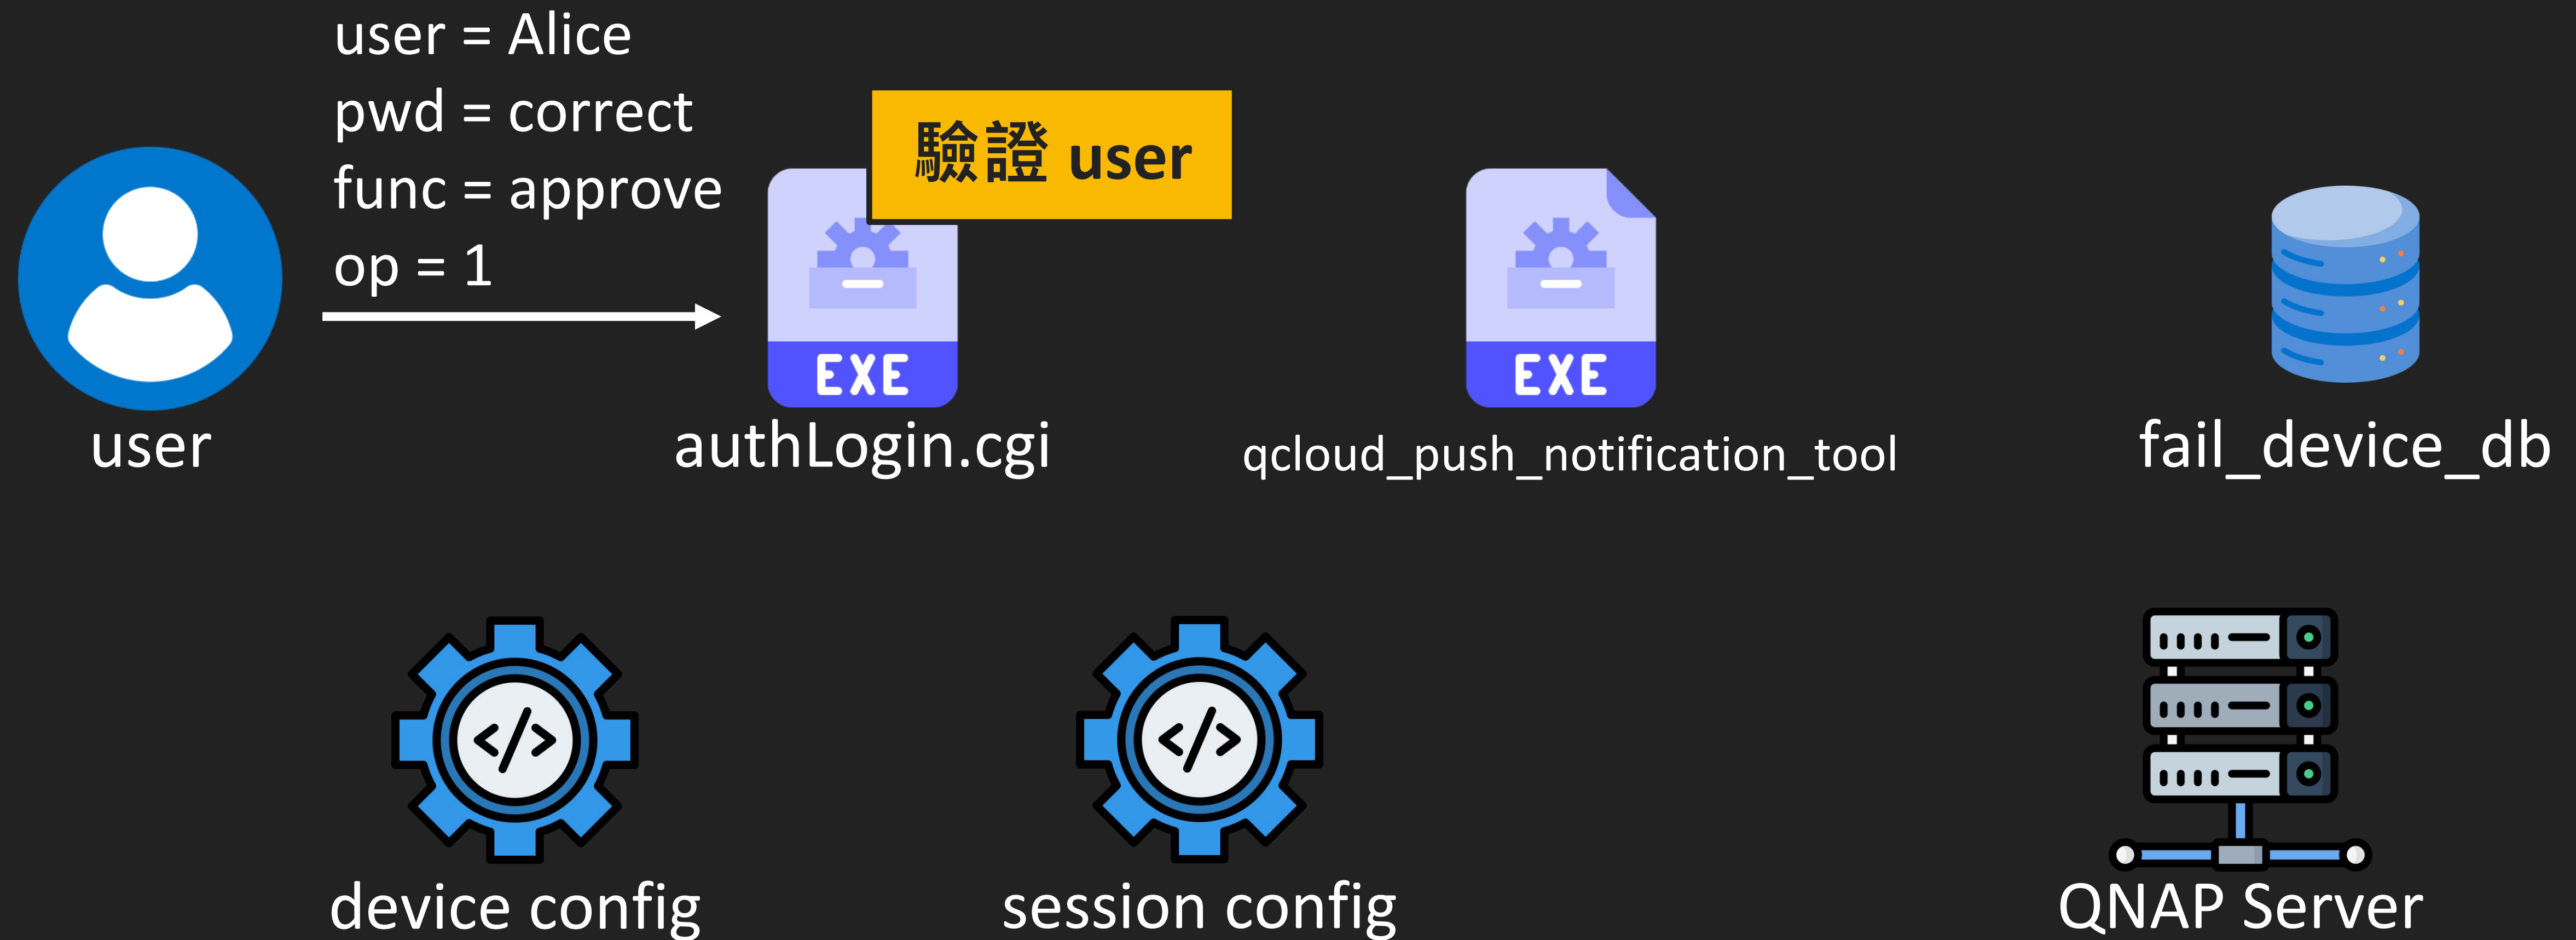 user = Alice
pwd = correct
func = approve
op = 1
驗證 user
EXE
EXE
user
authLogin.cgi
qcloud_push_notification_tool
fail_device_db
</>
</>
device config
session config
QNAP Server